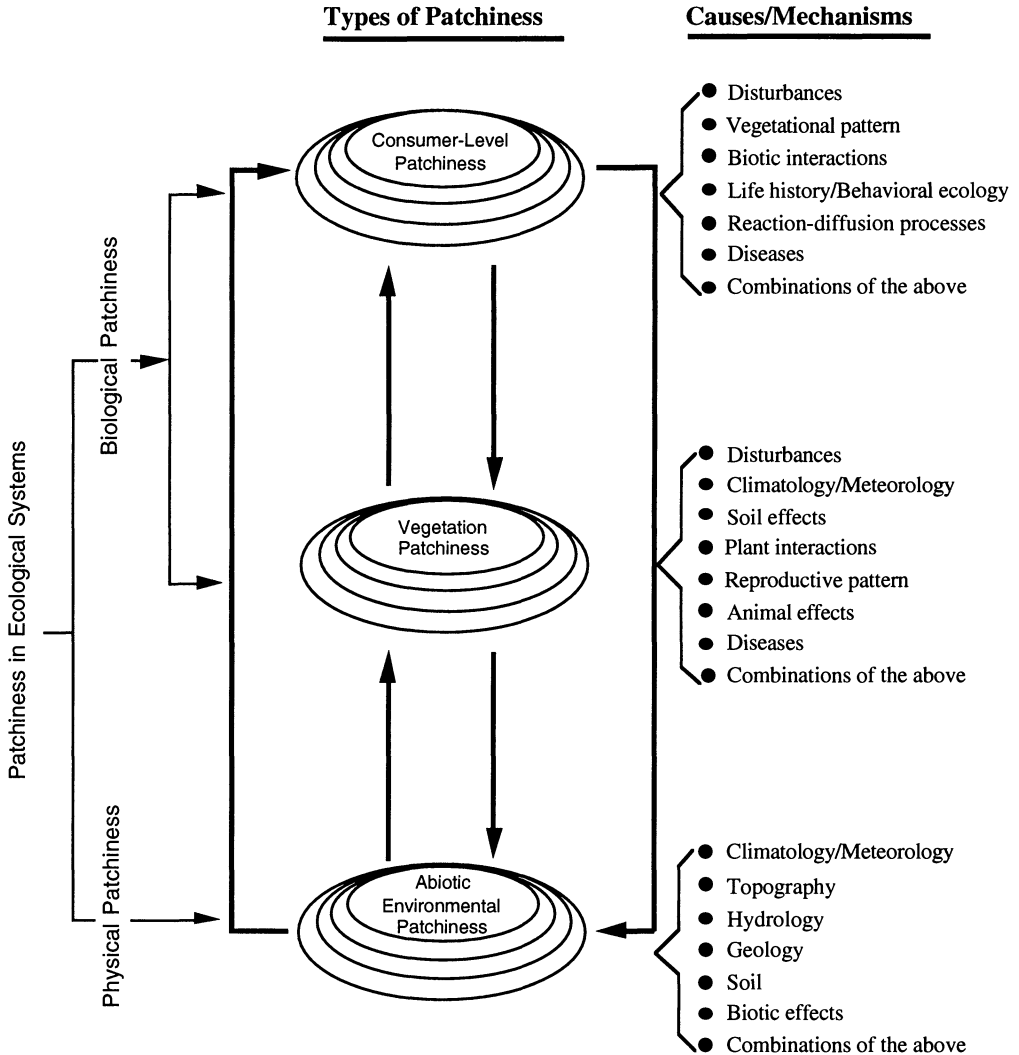 Types of Patchiness
Causes/Mechanisms
Consumer-Level
Patchiness
Disturbances
Vegetational pattern
Biotic interactions
Life history/Behavioral ecology
Reaction-diffusion processes
Diseases
Combinations of the above
Biological Patchiness
Patchiness in Ecological Systems
Vegetation
Patchiness
Disturbances
Climatology/Meteorology
Soil effects
Plant interactions
Reproductive pattern
Animal effects
Diseases
Combinations of the above
Physical Patchiness
Abiotic
Environmental
Patchiness
Climatology/Meteorology
Topography
Hydrology
Geology
Soil
Biotic effects
Combinations of the above